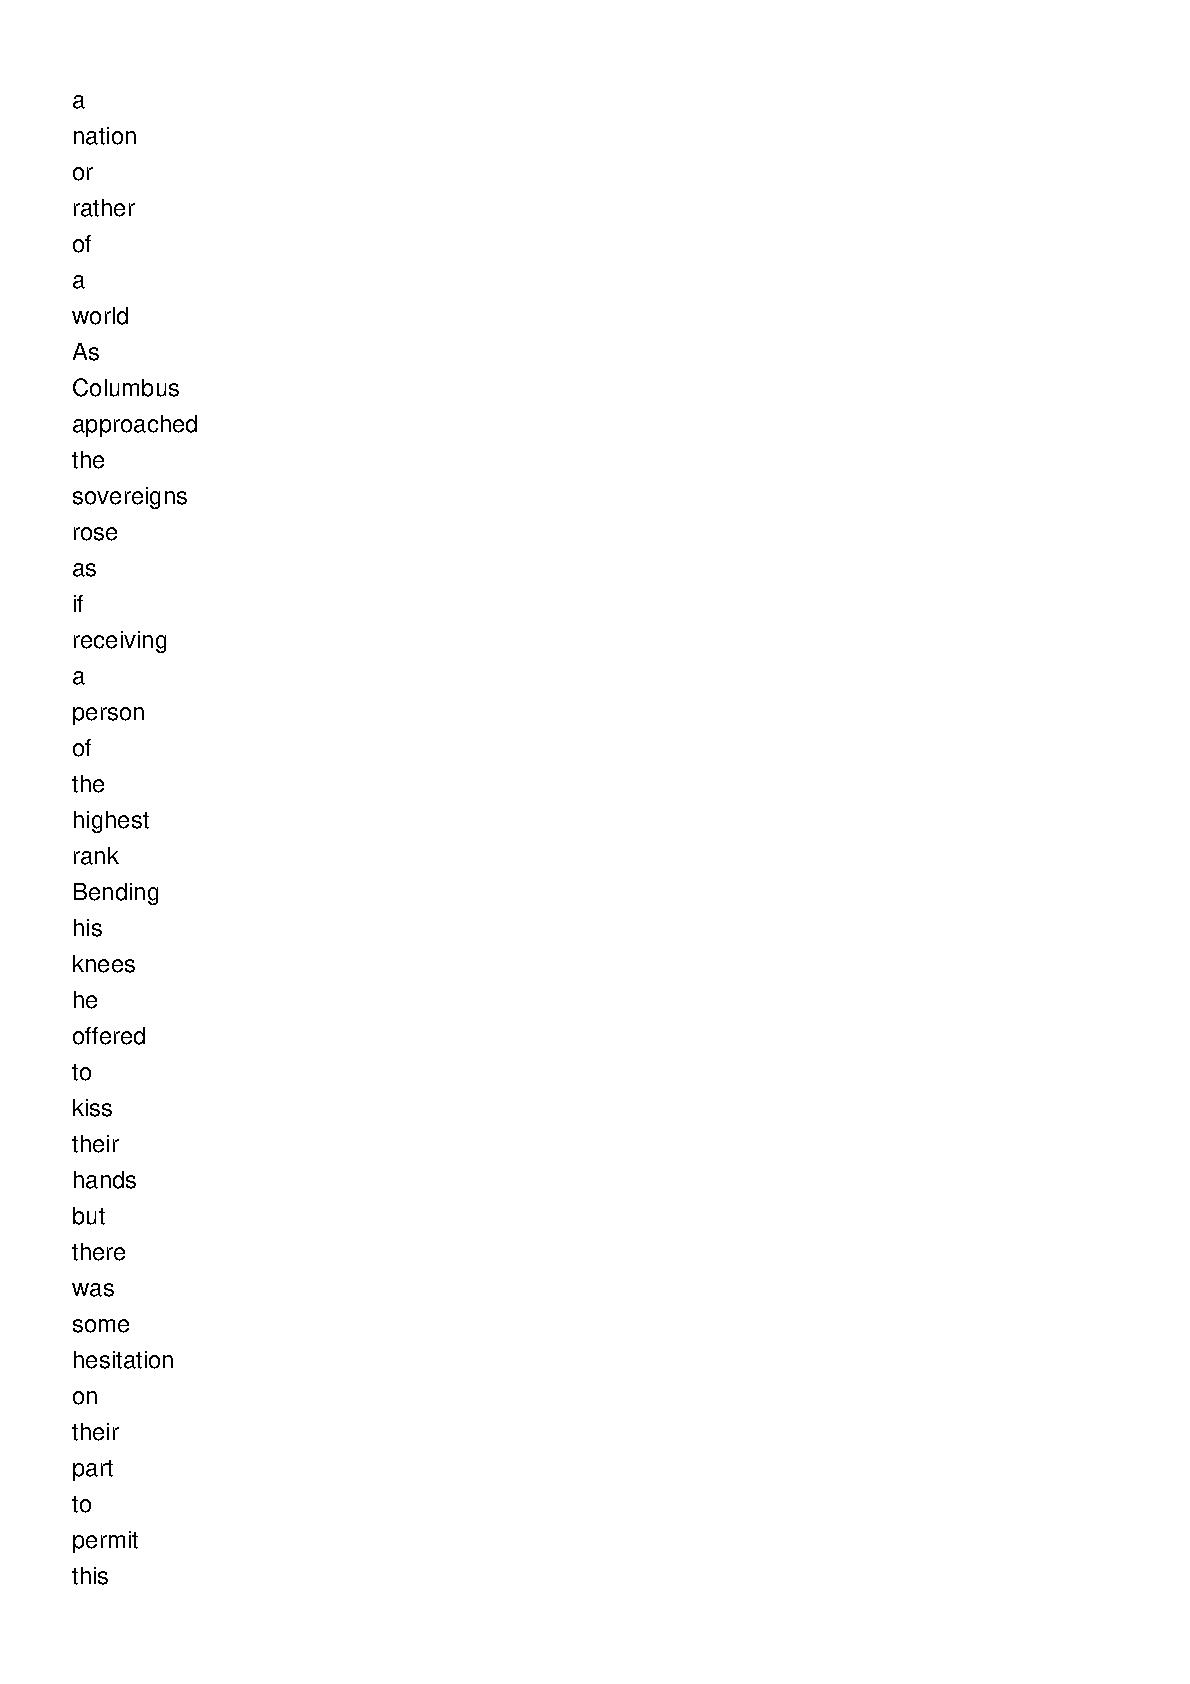 a
nation
or
rather
of
a
world
As
Columbus
approached
the
sovereigns
rose
as
if
receiving
a
person
of
the
highest
rank
Bending
his
knees
he
offered
to
kiss
their
hands
but
there
was
some
hesitation
on
their
part
to
permit
this